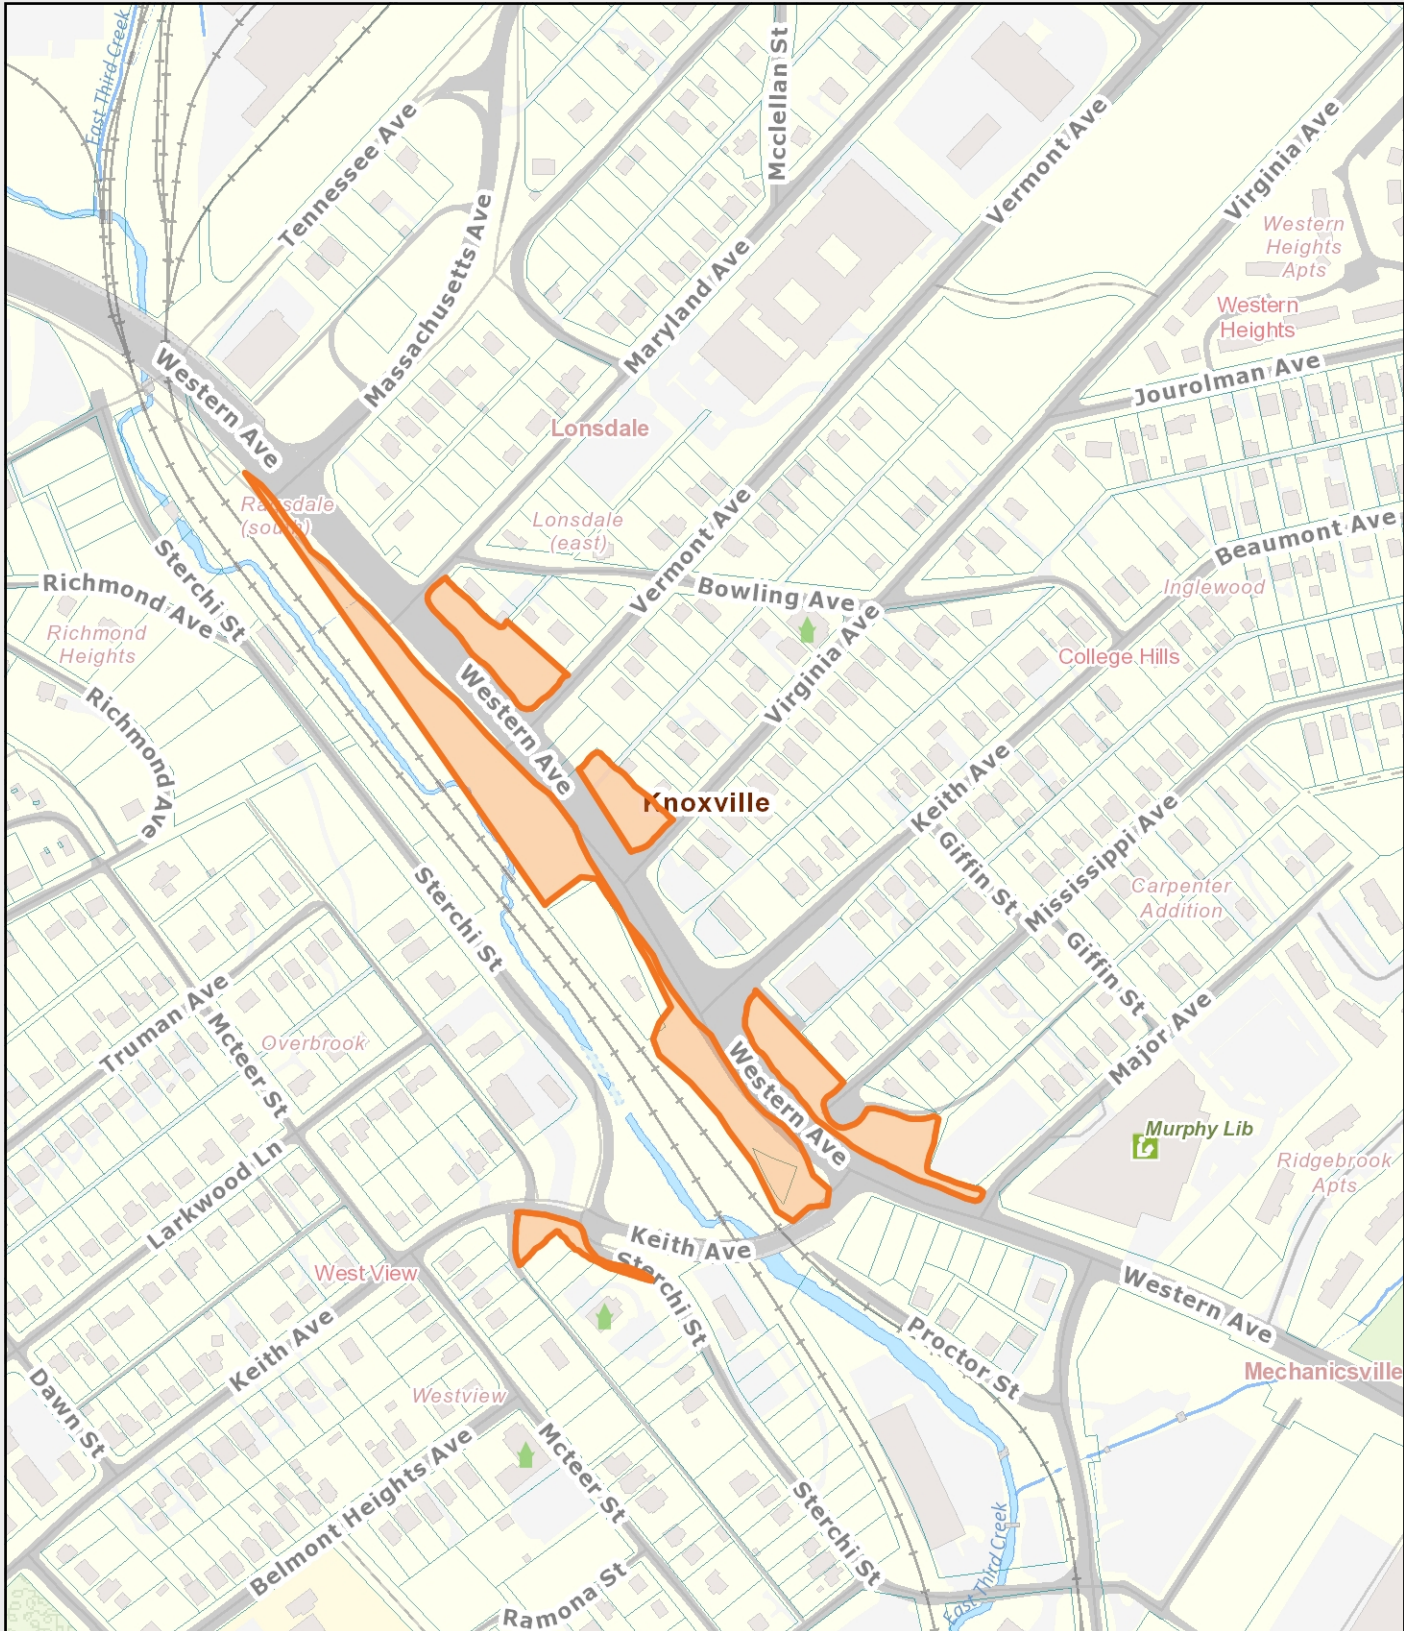 East Third Creek
Tennessee Ave
Mcclellan St
Vermont Ave
Virginia Ave
Western
Heights
Apts
Western
Heights
Massachusetts Ave
Maryland Ave
Western Ave
Jourolman Ave
Lonsdale
(south)
Lonsdale
(east)
Vermont Ave
Beaumont Ave
Sterchi St
Richmond Ave
Bowling Ave
Inglewood
Richmond
Heights
Virginia Ave
College Hills
Western Ave
Richmond Ave
Knoxville
Keith Ave
Giffin St
Mississippi Ave
Carpenter
Addition
Sterchi St
Giffin St
Truman Ave
Mcteer St
Overbrook
Major Ave
Western Ave
Murphy Lib
Ridgebrook
Apts
Larkwood Ln
Keith Ave
Sterchi St
West View
Western Ave
Keith Ave
Proctor St
Mechanicsville
Dawn St
Westview
Belmont Heights Ave
Mcteer St
Sterchi St
East Third Creek
Ramona St